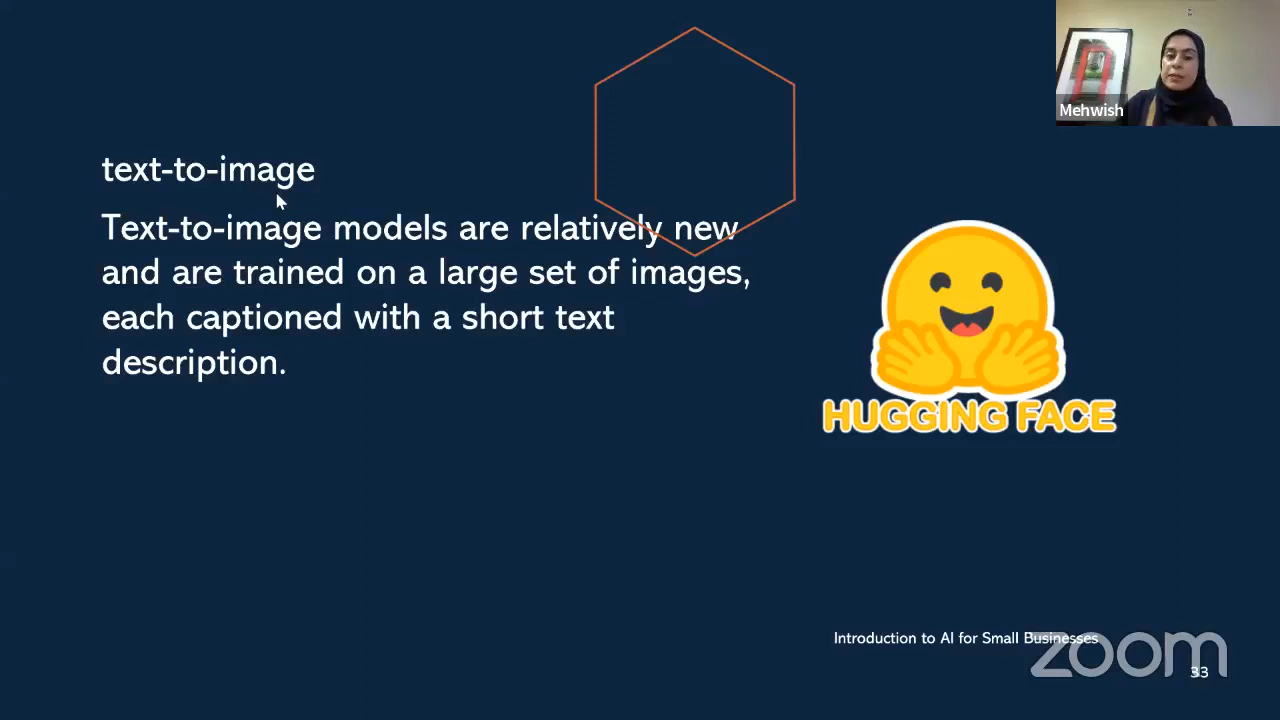 Mehwish
text-to-image
Text-to-image models are relatively new
and are trained on a large set of images,
each captioned with a short text
description.
HUGGING FACE
Introduction to AI for Small Businesses
zoom
33